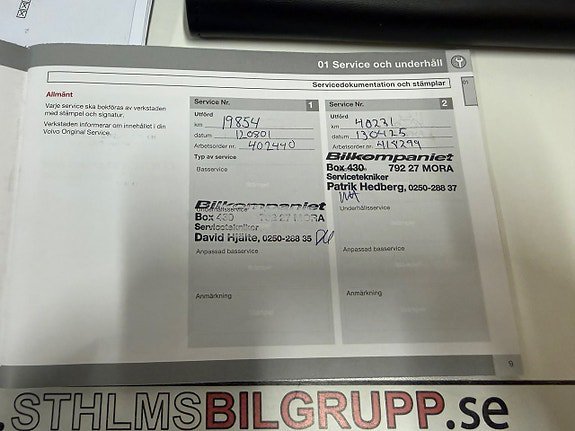 01 Service och underhåll
Servicedokumentation och stämplar
01
Allmänt
Varje service ska bekräftas av verkstaden
med stämpel och signatur.
Verkstaden informerar om innehållet i din
Volvo Original Service.
Service Nr. 1
Utförd
km 19854
datum 120801
Arbetsorder nr. 402440
Typ av service
Basservice
Underhållsservice
Bilkompaniet
Box 430 792 27 MORA
Servicetekniker
David Hjälte, 0250-288 35
Anpassad basservice
Anmärkning
Service Nr. 2
Utförd
km 40231
datum 130425
Arbetsorder nr. 418299
Bilkompaniet
Box 430 792 27 MORA
Servicetekniker
Patrik Hedberg, 0250-288 37
Underhållsservice
Anpassad basservice
Anmärkning
9
.STHLMSBILGRUPP.se